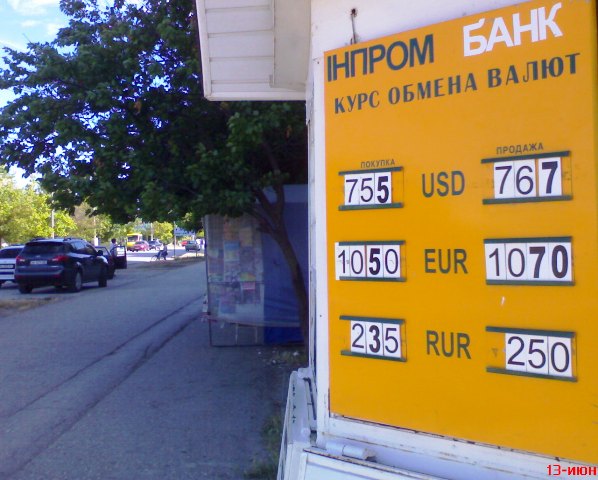 ІНПРОМ БАНК
КУРС ОБМЕНА ВАЛЮТ
ПОКУПКА ПРОДАЖА
755 USD 767
1050 EUR 1070
235 RUR 250
13-июн